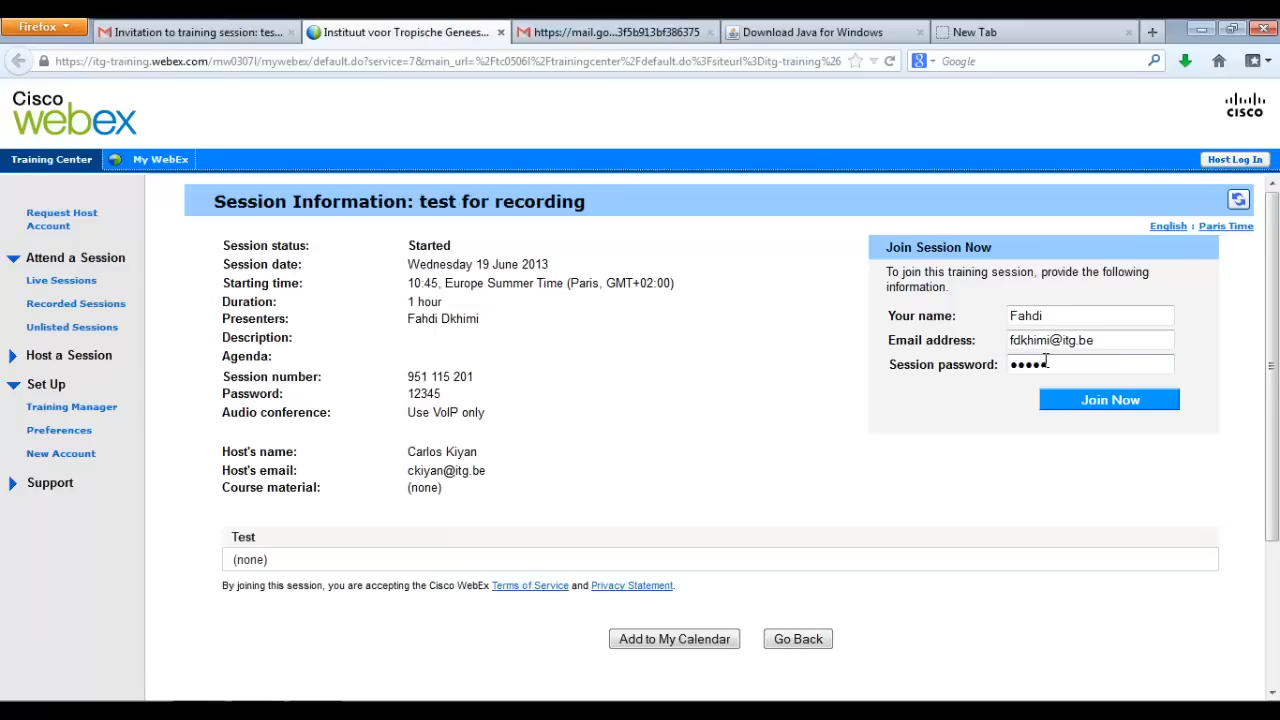 Firefox
Invitation to training session: tes...
Instituut voor Tropische Genees...
https://mail.go...3f5b913bf386375
Download Java for Windows
New Tab
https://itg-training.webex.com/mw0307l/mywebex/default.do?service=7&main_url=%2Ftc0506l%2Ftrainingcenter%2Fdefault.do%3Fsiteurl%3Ditg-training%26
Google
Cisco
webex
cisco
Training Center
My WebEx
Host Log In
Request Host
Account
Attend a Session
Live Sessions
Recorded Sessions
Unlisted Sessions
Host a Session
Set Up
Training Manager
Preferences
New Account
Support
Session Information: test for recording
English : Paris Time
Session status: Started
Session date: Wednesday 19 June 2013
Starting time: 10:45, Europe Summer Time (Paris, GMT+02:00)
Duration: 1 hour
Presenters: Fahdi Dkhimi
Description:
Agenda:
Session number: 951 115 201
Password: 12345
Audio conference: Use VoIP only
Host's name: Carlos Kiyan
Host's email: ckiyan@itg.be
Course material: (none)
Join Session Now
To join this training session, provide the following
information.
Your name: Fahdi
Email address: fdkhimi@itg.be
Session password: •••••
Join Now
Test
(none)
By joining this session, you are accepting the Cisco WebEx Terms of Service and Privacy Statement.
Add to My Calendar
Go Back